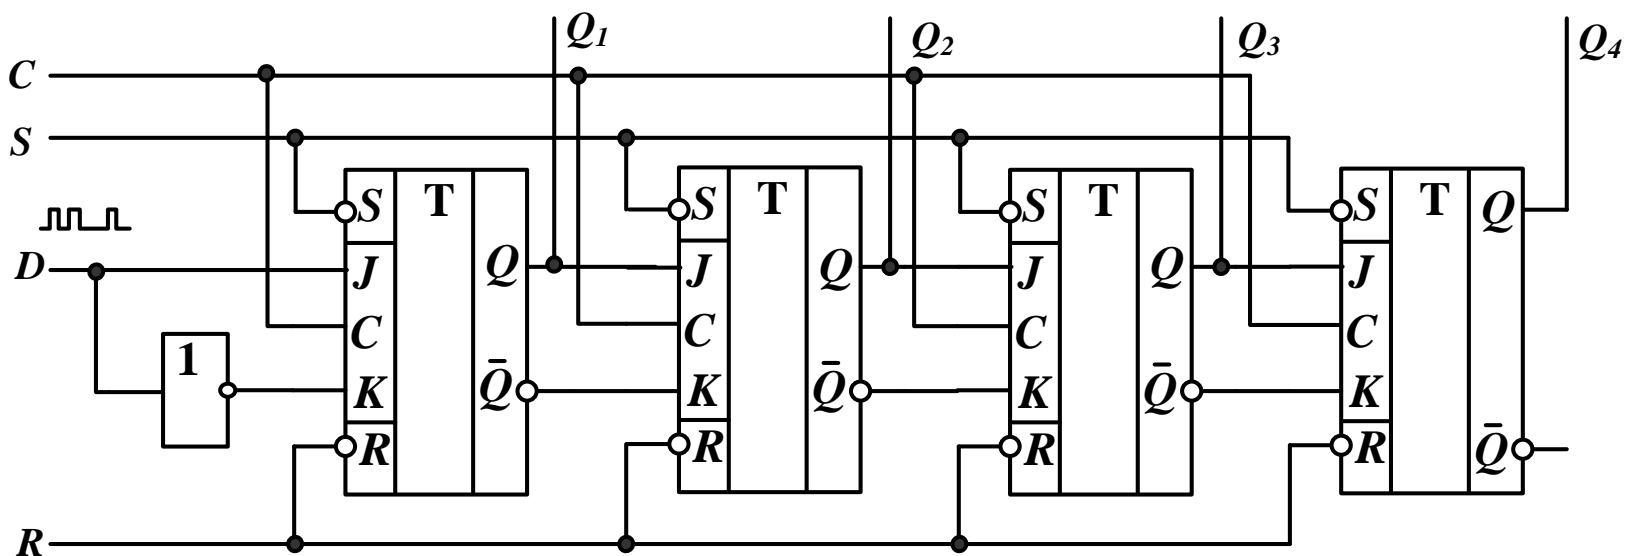 Q1 Q2 Q3 Q4
C
S
S T S T S T S T
D J Q J Q J Q J Q
C C C C
1 K Q̄ K Q̄ K Q̄ K
R R R R Q̄
R